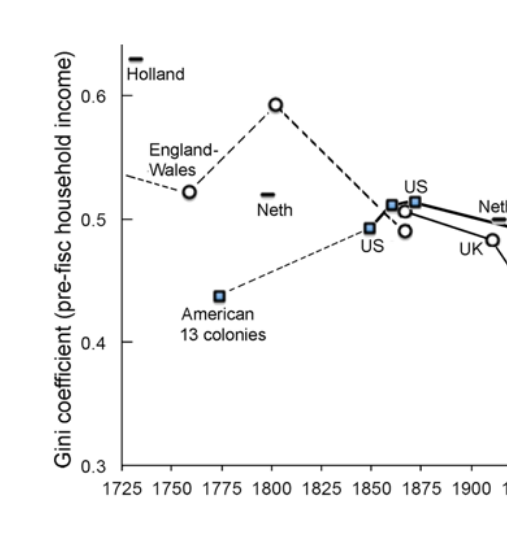 Gini coefficient (pre-fisc household income)
0.6
0.5
0.4
0.3
Holland
England-
Wales
Neth
US
US
Neth
UK
American
13 colonies
1725 1750 1775 1800 1825 1850 1875 1900